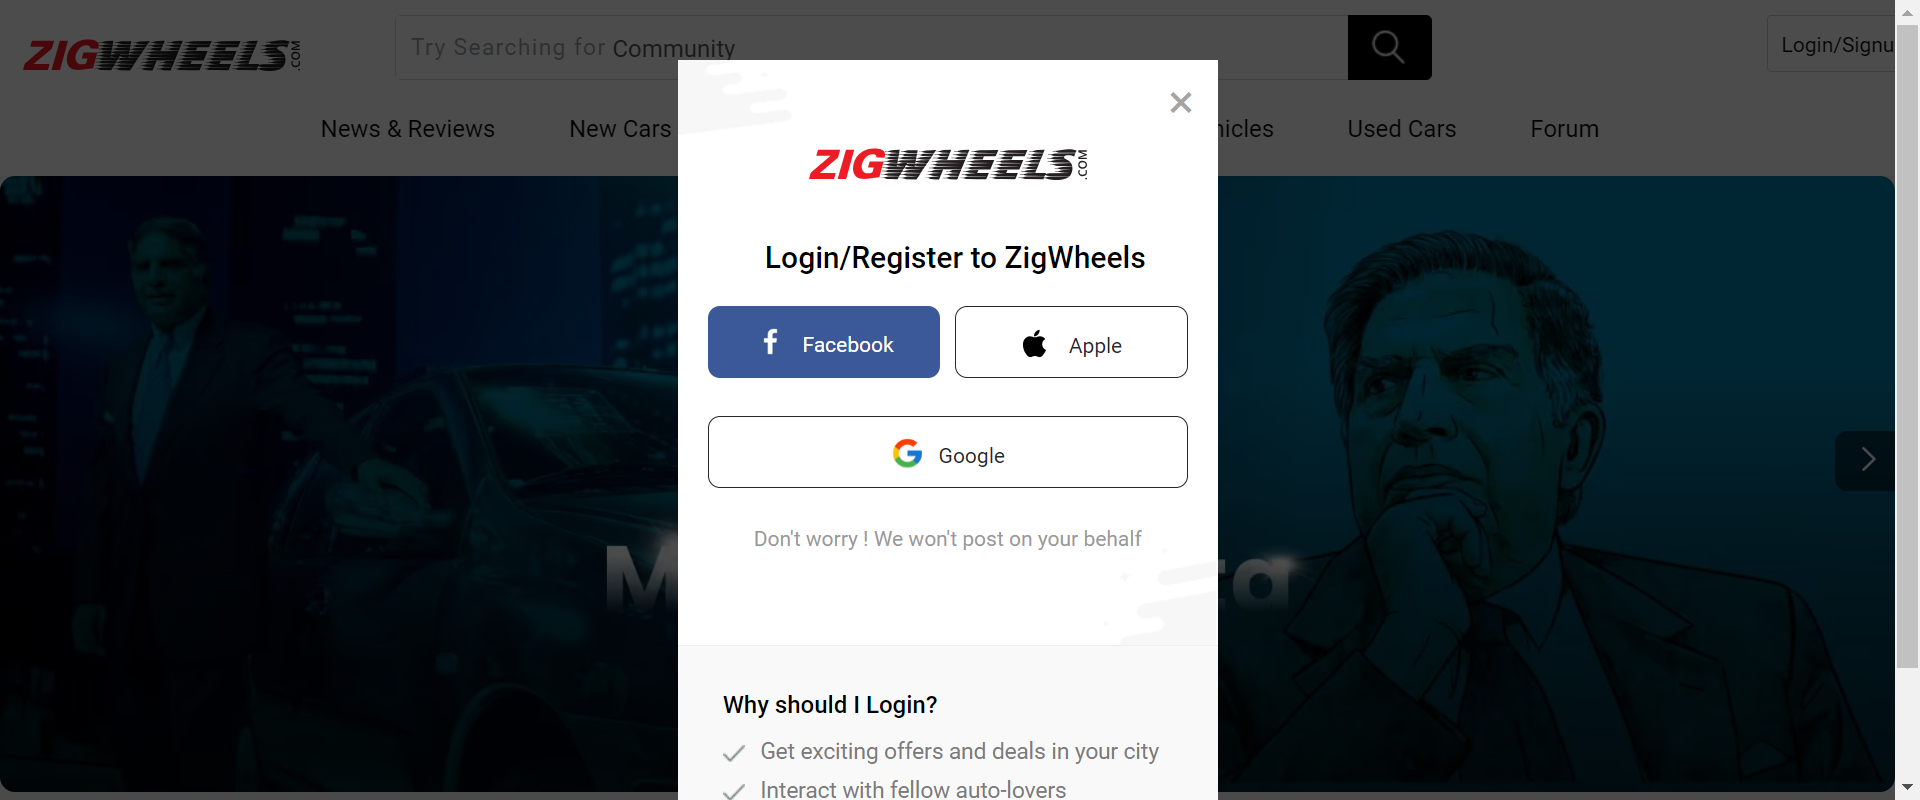 ZIGWHEELS.COM
Try Searching for Community
Login/Signu
News & Reviews
New Cars
hicles
Used Cars
Forum
ZIGWHEELS.COM
Login/Register to ZigWheels
Facebook
Apple
Google
Don't worry ! We won't post on your behalf
M
ta
Why should I Login?
Get exciting offers and deals in your city
Interact with fellow auto-lovers